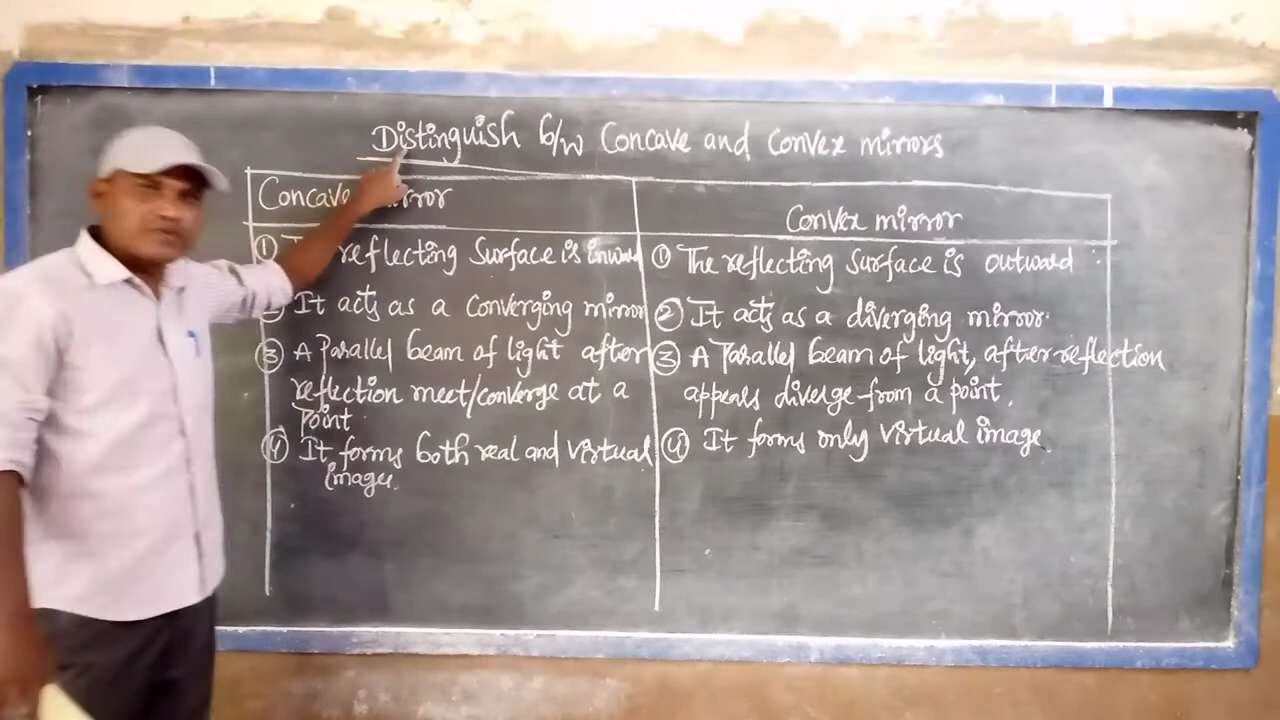 Distinguish b/w Concave and Convex mirrors
Concave mirror
Convex mirror
① reflecting Surface is inward
It acts as a Converging mirror
③ A Parallel beam of light after
reflection meet/converge at a
Point.
④ It forms both real and virtual
images.
① The reflecting Surface is outward
② It acts as a diverging mirror.
③ A Parallel beam of light, after reflection
appears diverge from a point.
④ It forms only virtual image.